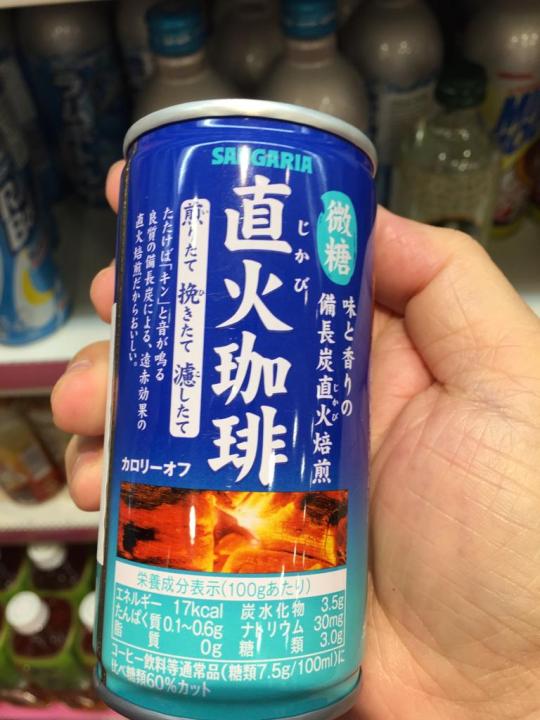 SANGARIA
微糖
味と香りの
備長炭直火焙煎
じかび
直火珈琲
じかび
煎りたて 挽きたて 濾したて
たたけば「キン」と音が鳴る
良質の備長炭による、遠赤効果の
直火焙煎だからおいしい。
カロリーオフ
栄養成分表示(100gあたり)
エネルギー 17kcal 炭水化物 3.5g
たんぱく質 0.1~0.6g ナトリウム 30mg
脂質 0g 糖類 3.0g
コーヒー飲料等通常品(糖類7.5g/100ml)に
比べ糖類60%カット